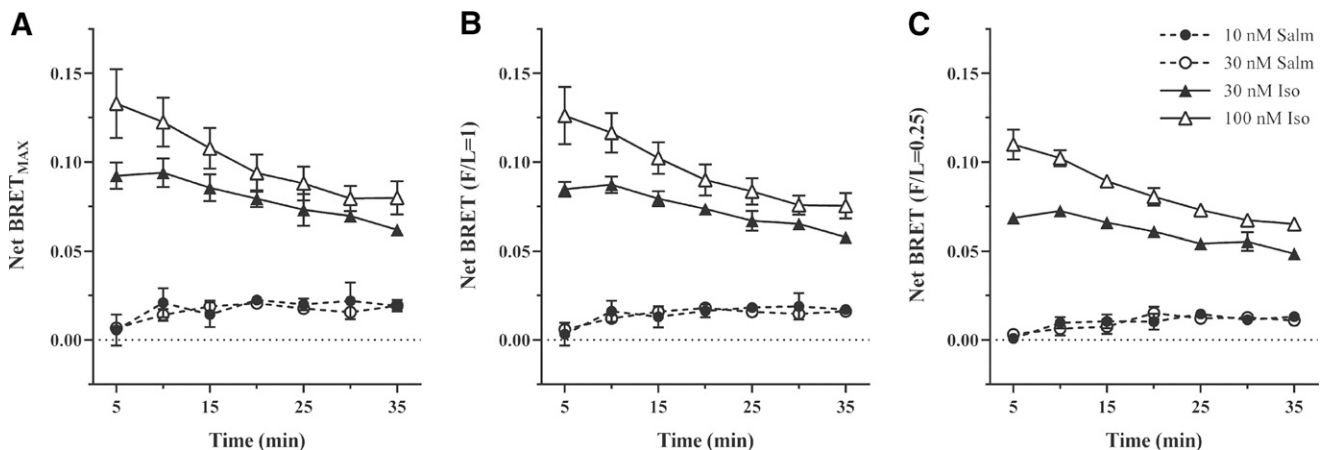 A
Net BRETMAX
0.15
0.10
0.05
0.00
5
15
25
35
Time (min)
B
Net BRET (F/L=1)
0.15
0.10
0.05
0.00
5
15
25
35
Time (min)
C
Net BRET (F/L=0.25)
0.15
0.10
0.05
0.00
5
15
25
35
Time (min)
10 nM Salm
30 nM Salm
30 nM Iso
100 nM Iso